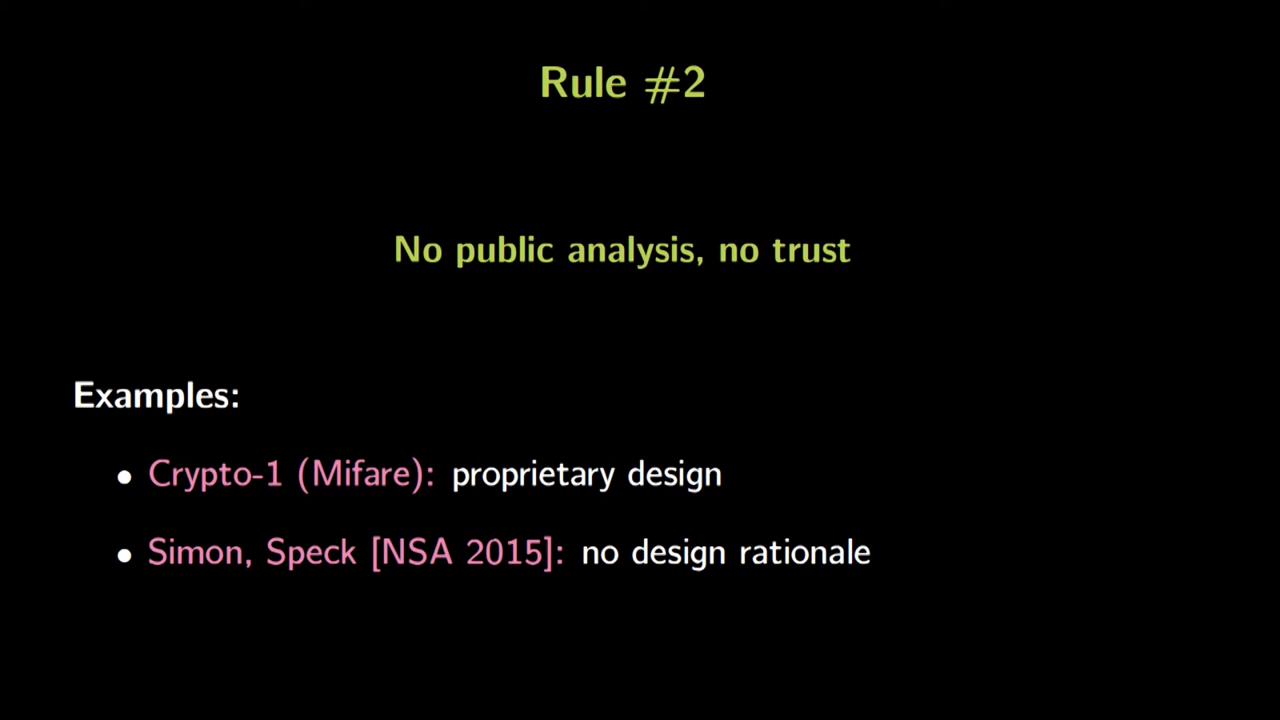 Rule #2
No public analysis, no trust
Examples:
• Crypto-1 (Mifare): proprietary design
• Simon, Speck [NSA 2015]: no design rationale